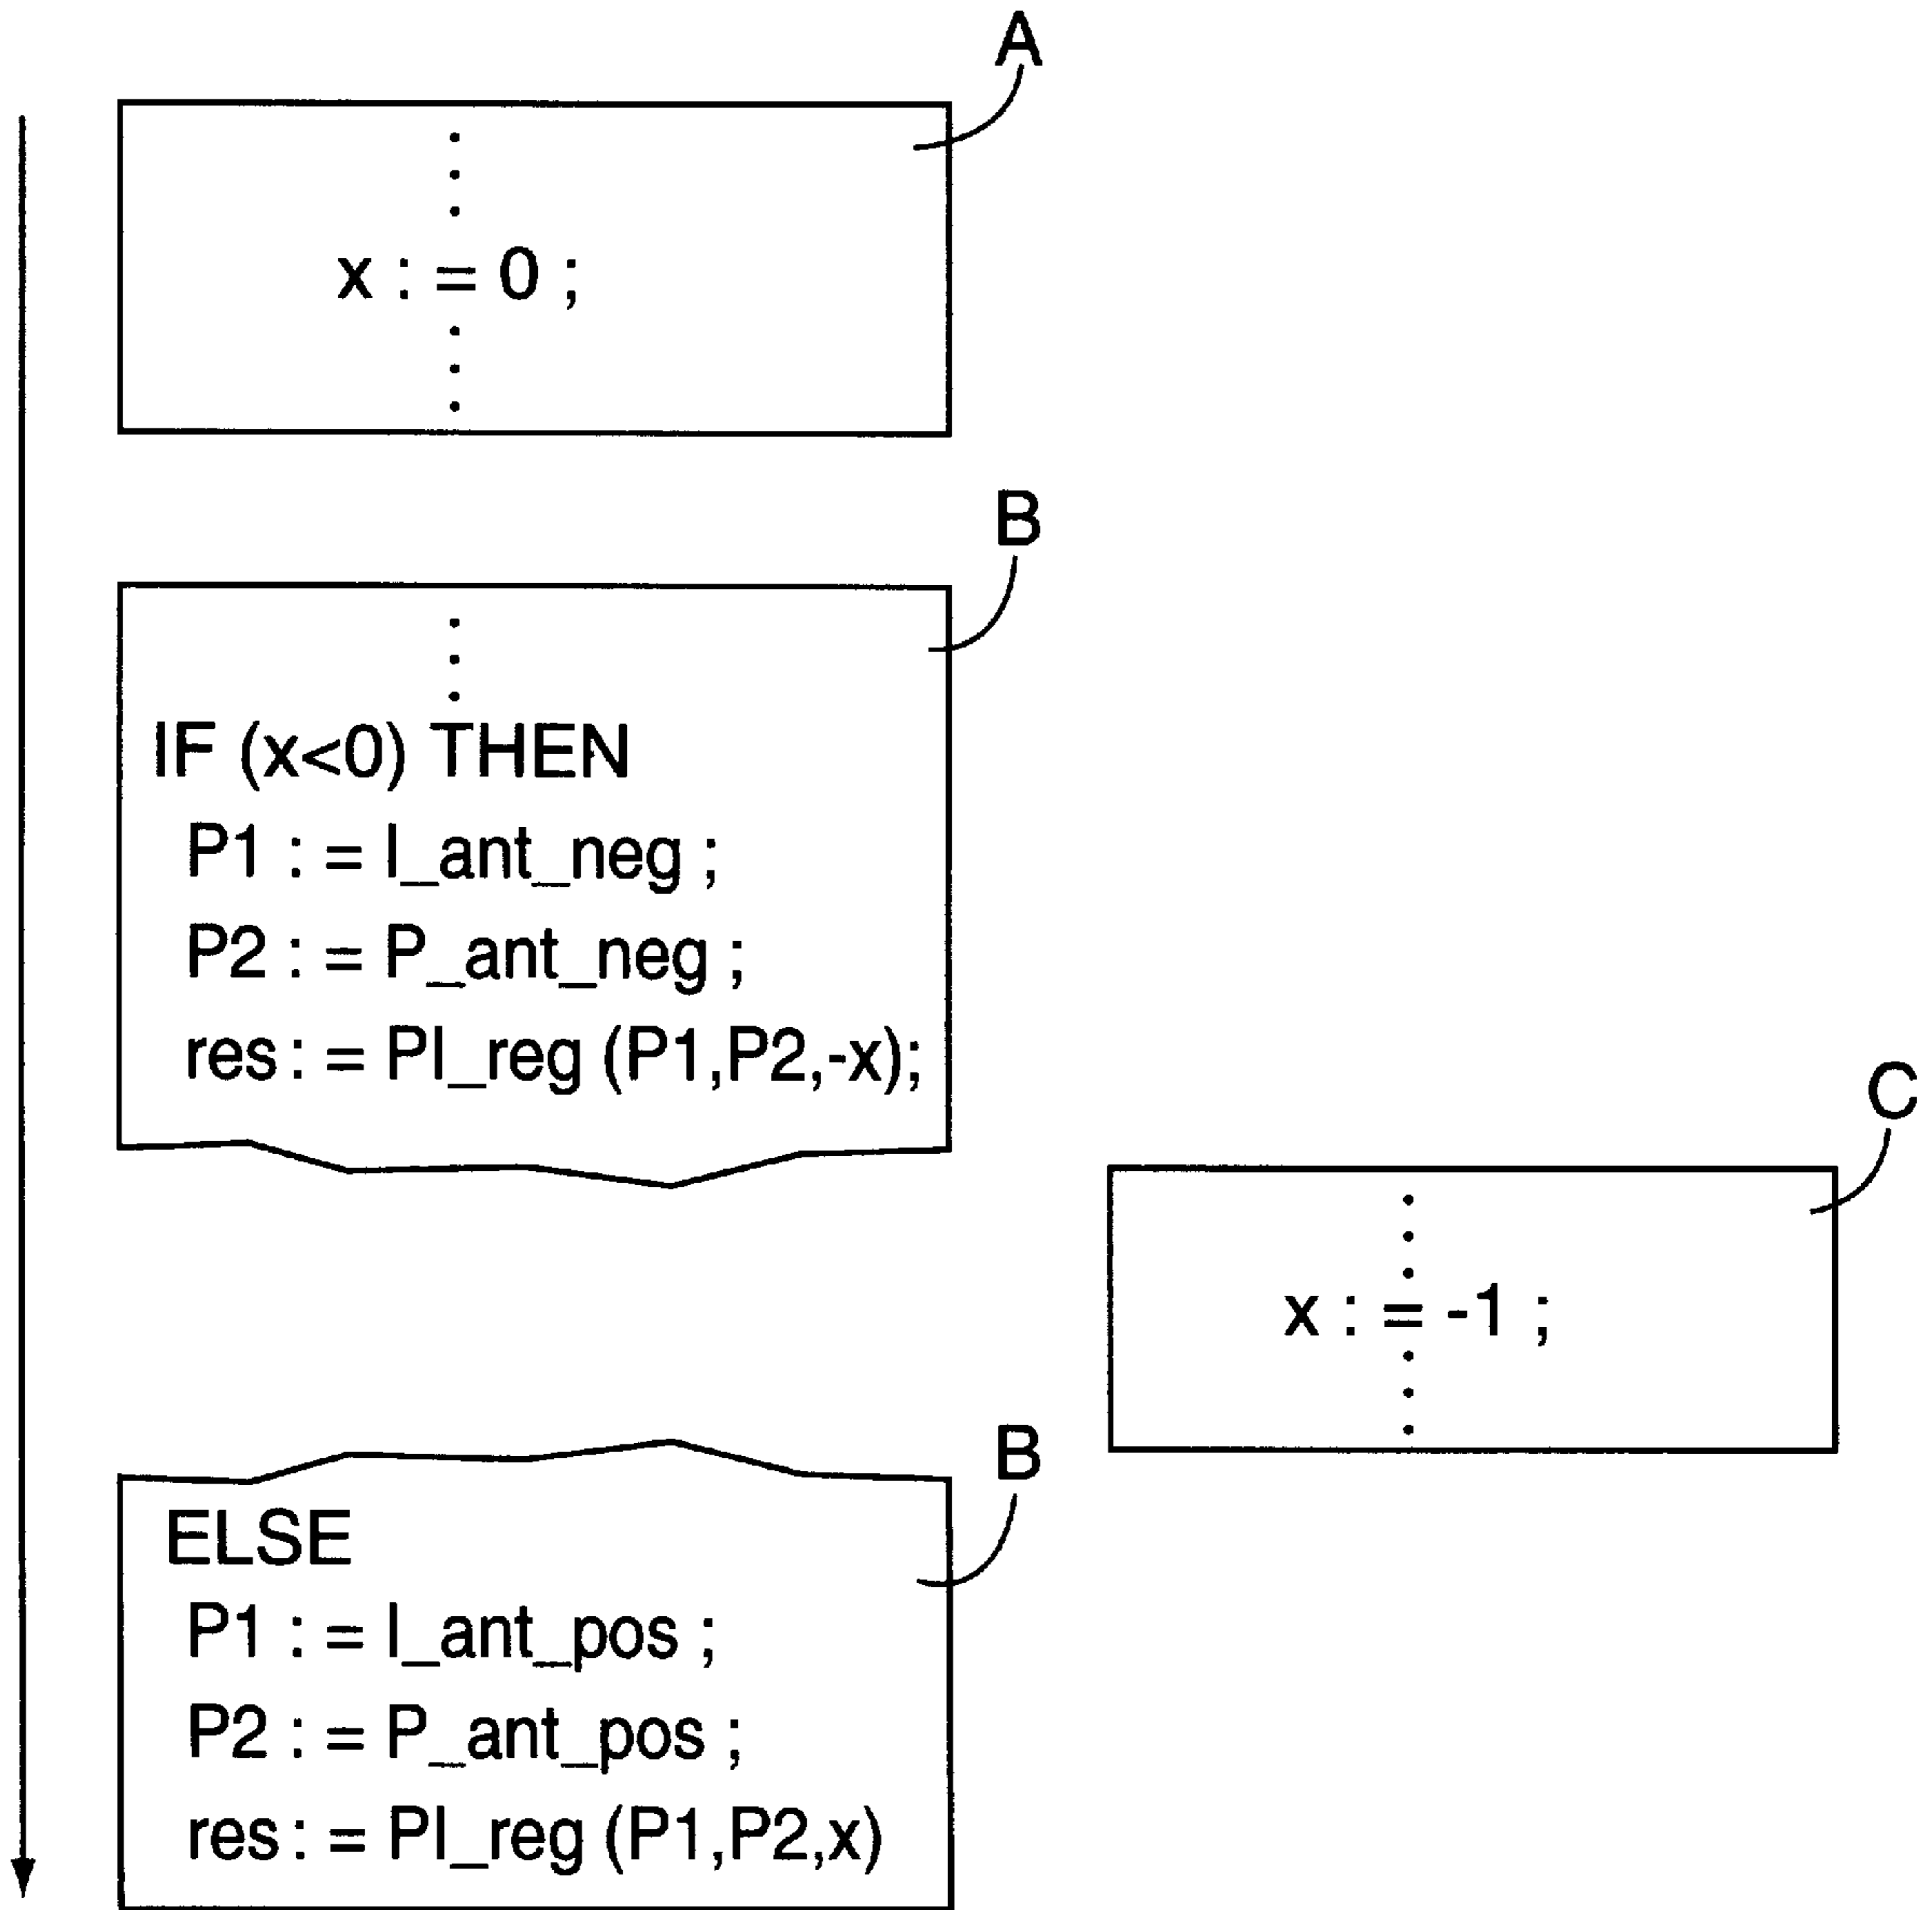 A
x : = 0 ;
B
IF (x<0) THEN
P1 : = I_ant_neg ;
P2 : = P_ant_neg ;
res : = PI_reg (P1,P2,-x);
C
x : = -1 ;
B
ELSE
P1 : = I_ant_pos ;
P2 : = P_ant_pos ;
res : = PI_reg (P1,P2,x)